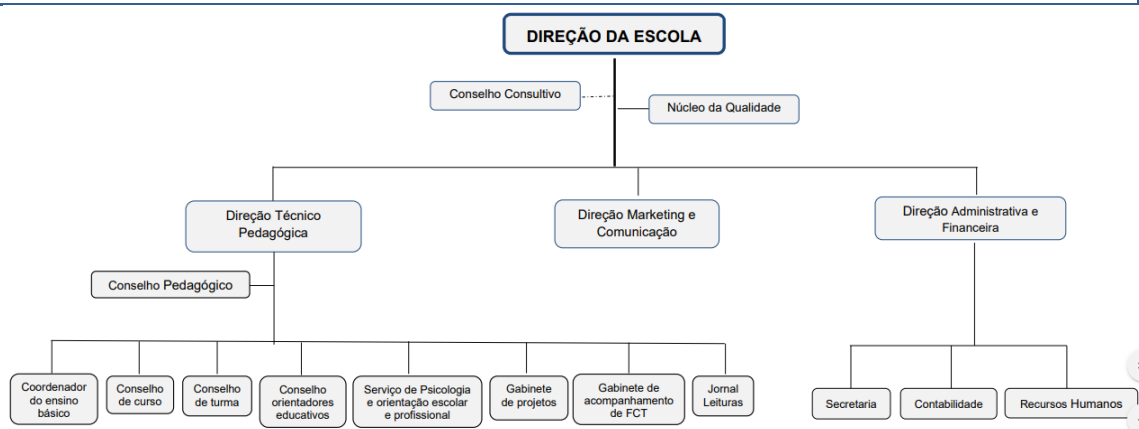 DIREÇÃO DA ESCOLA
Conselho Consultivo
Núcleo da Qualidade
Direção Técnico
Pedagógica
Direção Marketing e
Comunicação
Direção Administrativa e
Financeira
Conselho Pedagógico
Coordenador
do ensino
básico
Conselho
de curso
Conselho
de turma
Conselho
orientadores
educativos
Serviço de Psicologia
e orientação escolar
e profissional
Gabinete
de projetos
Gabinete de
acompanhamento
de FCT
Jornal
Leituras
Secretaria
Contabilidade
Recursos Humanos